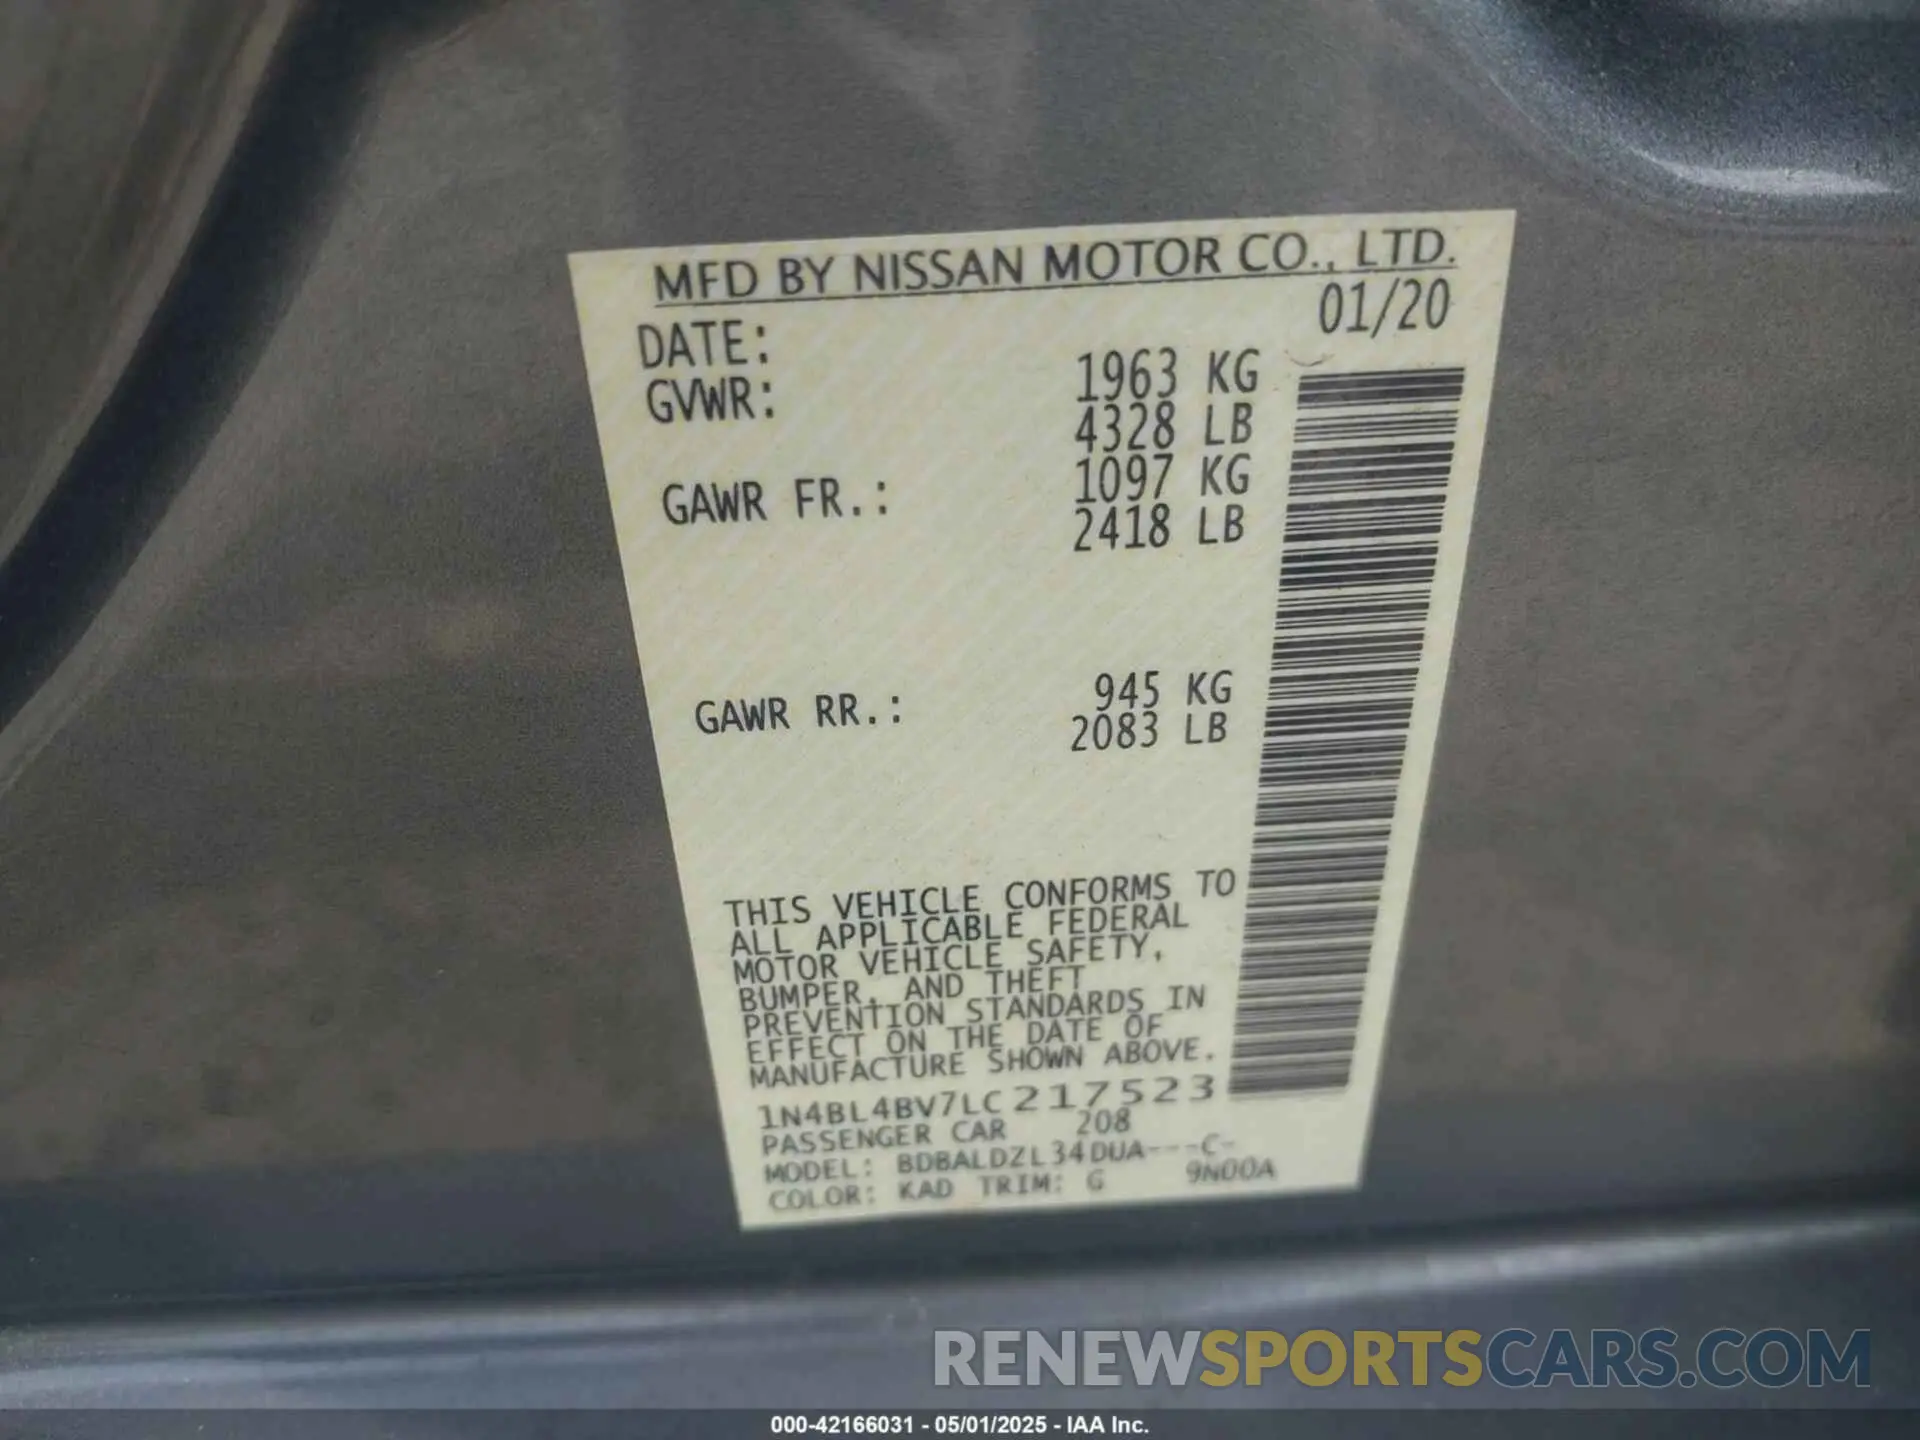 MFD BY NISSAN MOTOR CO., LTD.
DATE: 01/20
GVWR: 1963 KG
4328 LB
GAWR FR.: 1097 KG
2418 LB
GAWR RR.: 945 KG
2083 LB
THIS VEHICLE CONFORMS TO
ALL APPLICABLE FEDERAL
MOTOR VEHICLE SAFETY,
BUMPER, AND THEFT
PREVENTION STANDARDS IN
EFFECT ON THE DATE OF
MANUFACTURE SHOWN ABOVE.
1N4BL4BV7LC217523
PASSENGER CAR 208
MODEL: BDBALDZL34DUA---C-
COLOR: KAD TRIM: G 9N00A
RENEWSPORTSCARS.COM
000-42166031 - 05/01/2025 - IAA Inc.